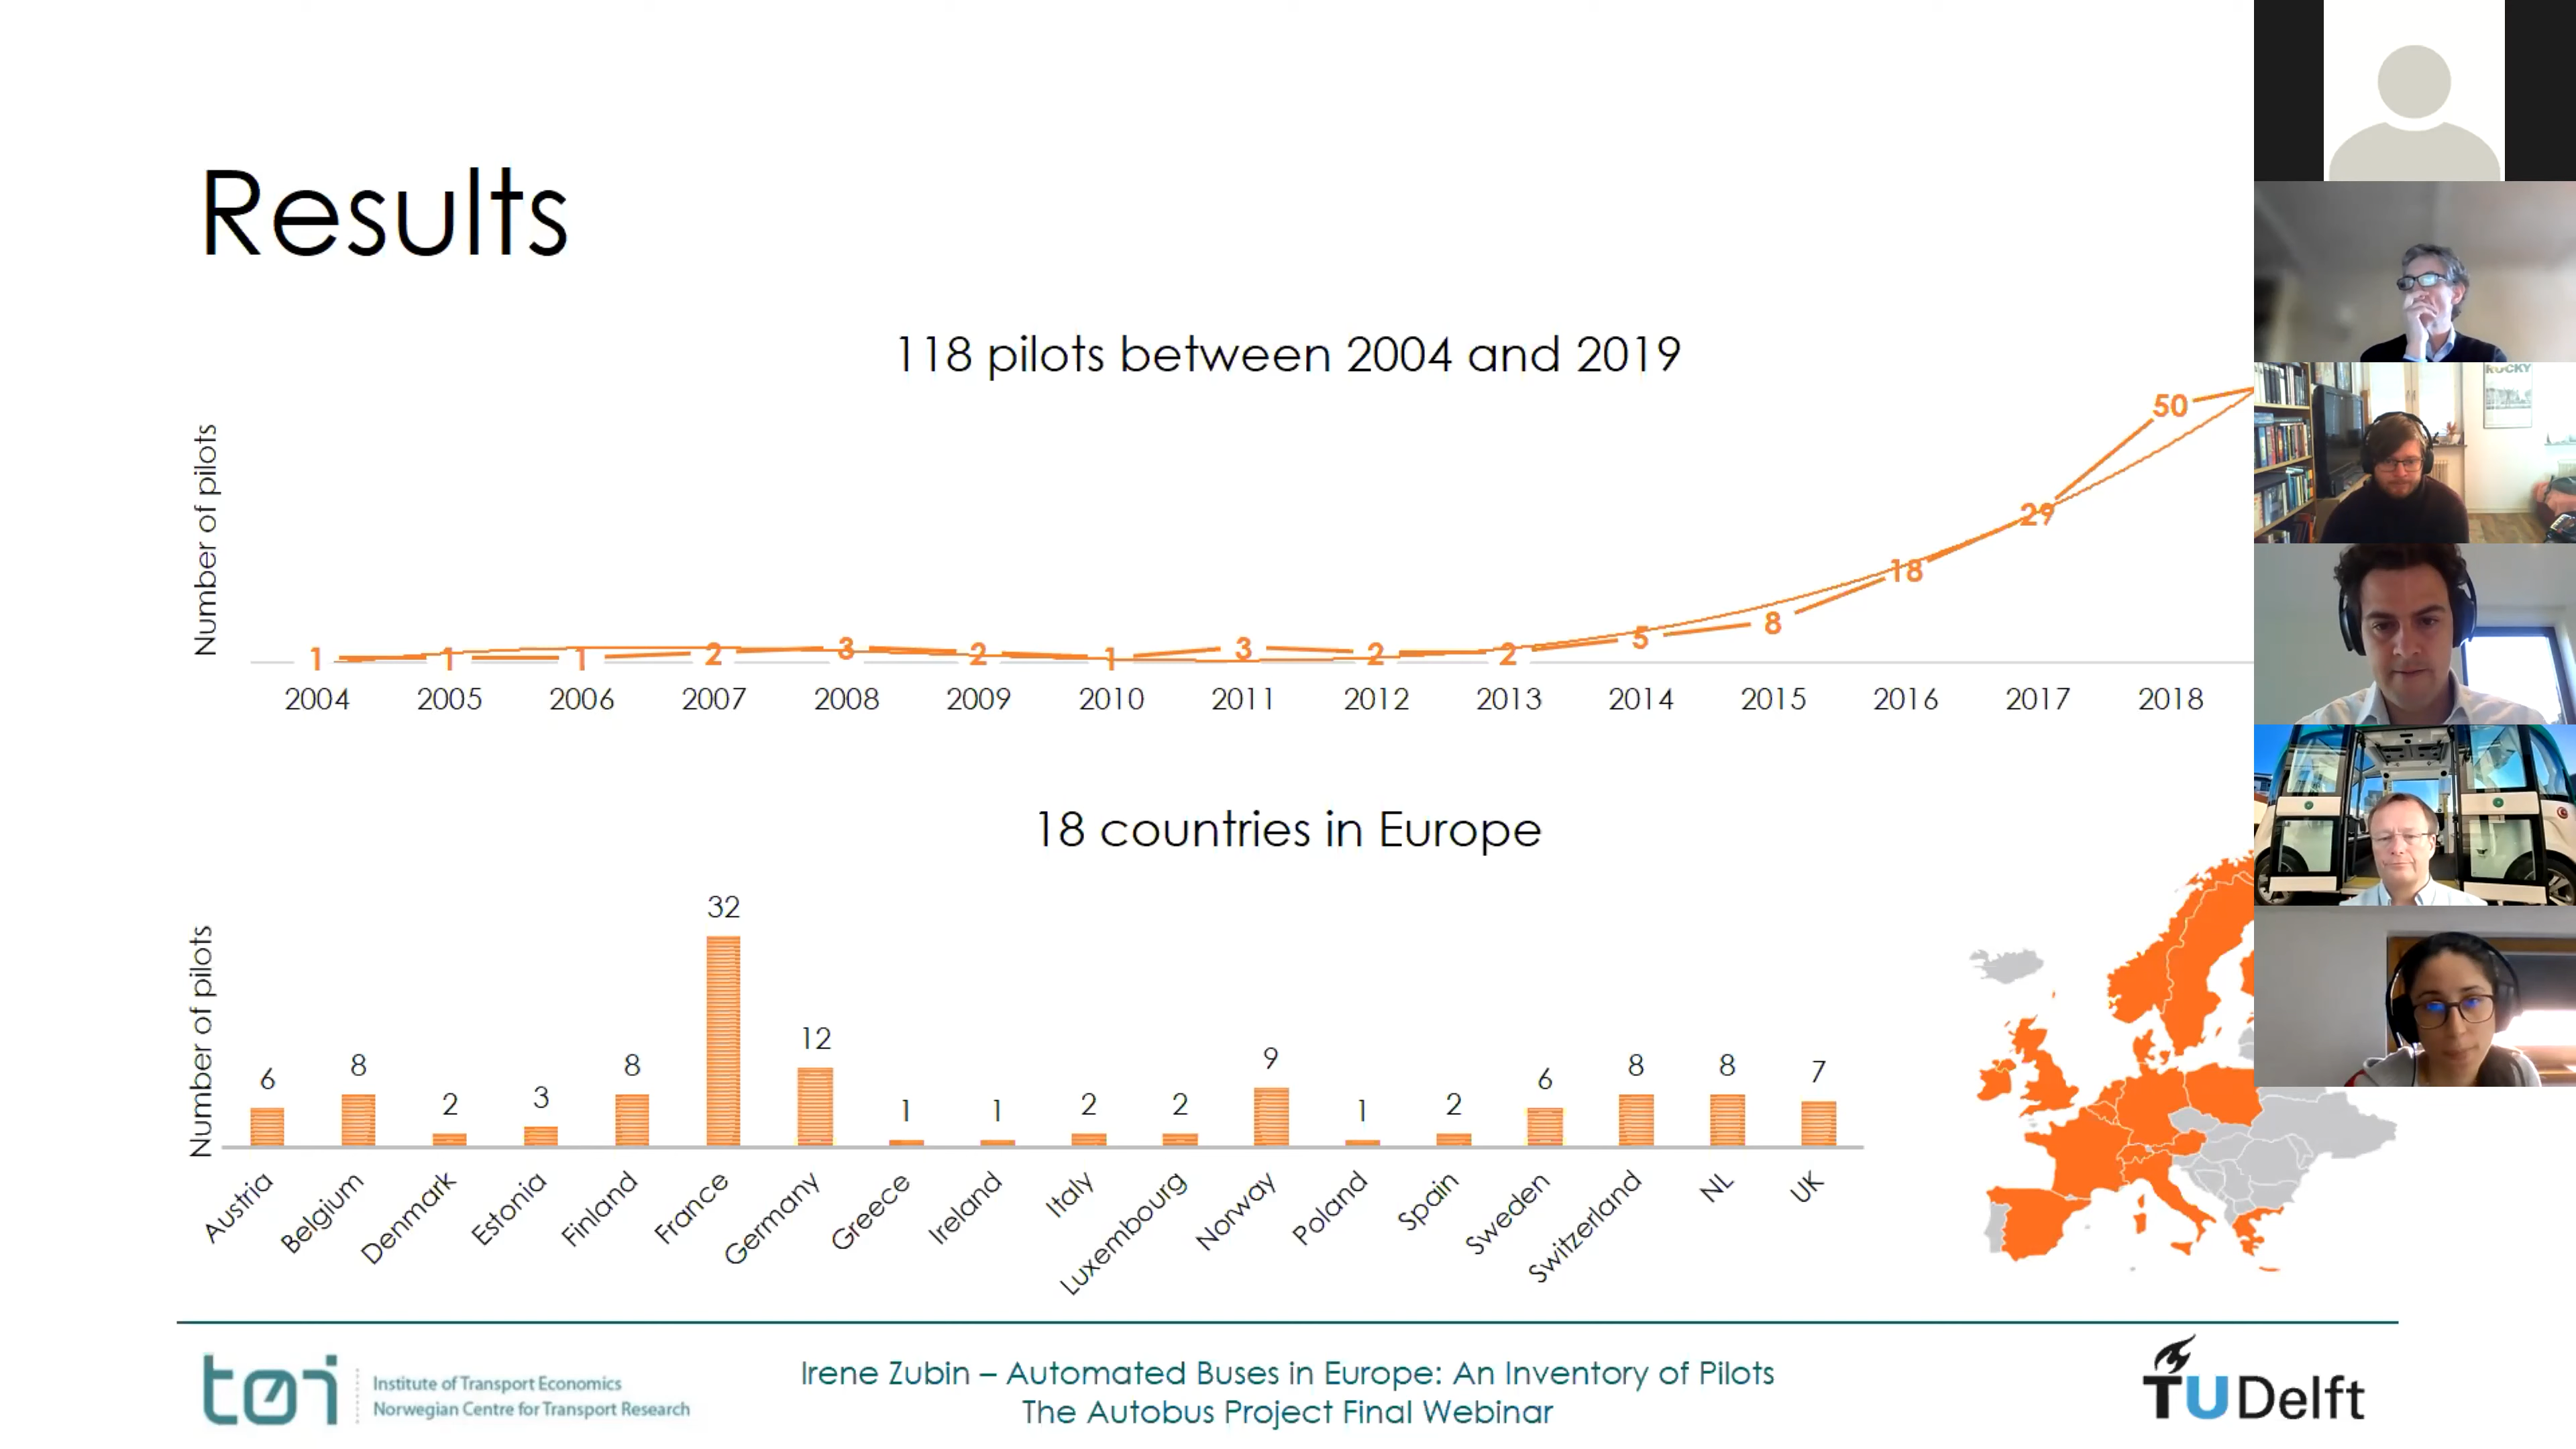 Results
118 pilots between 2004 and 2019
Number of pilots
1 1 1 2 3 2 1 3 2 2 5 8 18 29 50
2004 2005 2006 2007 2008 2009 2010 2011 2012 2013 2014 2015 2016 2017 2018
18 countries in Europe
Number of pilots
6 8 2 3 8 32 12 1 1 2 2 9 1 2 6 8 8 7
Austria Belgium Denmark Estonia Finland France Germany Greece Ireland Italy Luxembourg Norway Poland Spain Sweden Switzerland NL UK
ROCKY
tøi
Institute of Transport Economics
Norwegian Centre for Transport Research
Irene Zubin – Automated Buses in Europe: An Inventory of Pilots
The Autobus Project Final Webinar
TUDelft